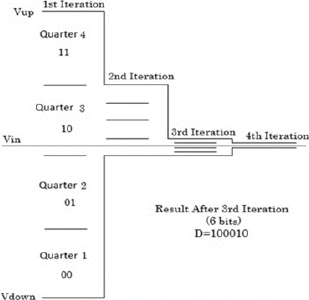 Vup
1st Iteration
Quarter 4
11
2nd Iteration
Quarter 3
10
Vin
3rd Iteration
4th Iteration
Quarter 2
01
Result After 3rd Iteration
(6 bits)
D=100010
Quarter 1
00
Vdown